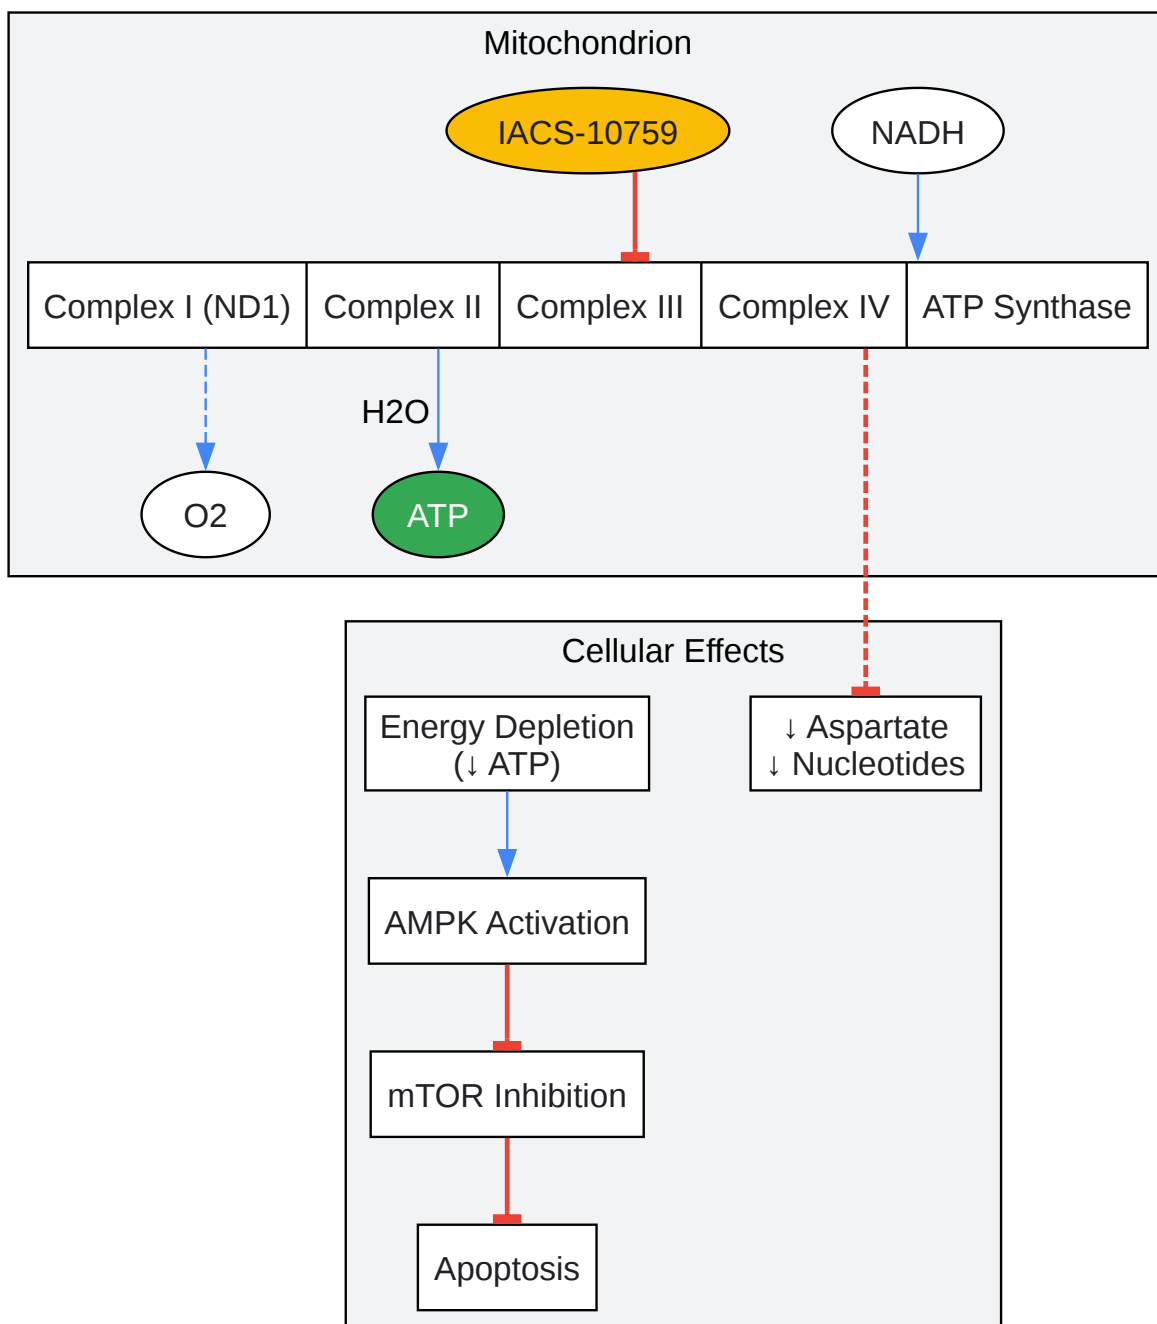 Mitochondrion
IACS-10759
NADH
Complex I (ND1)
Complex II
Complex III
Complex IV
ATP Synthase
H2O
O2
ATP
Cellular Effects
Energy Depletion
(↓ ATP)
↓ Aspartate
↓ Nucleotides
AMPK Activation
mTOR Inhibition
Apoptosis